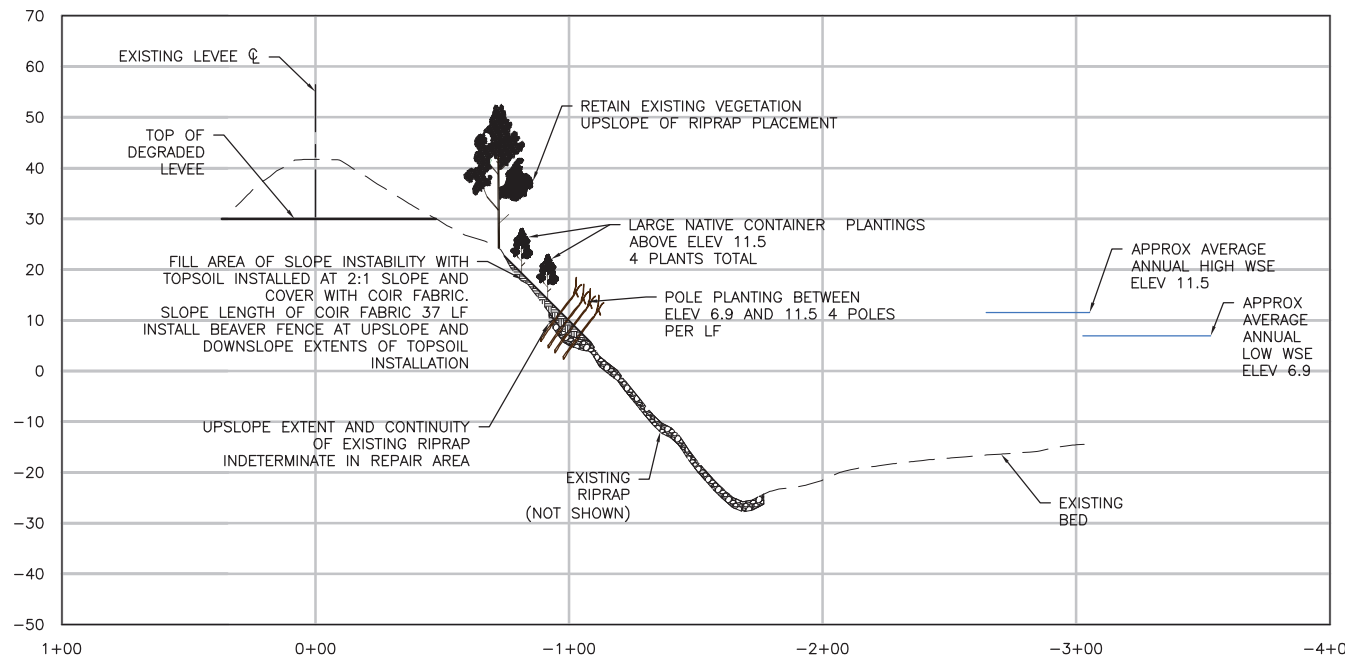 70
60
50
40
30
20
10
0
-10
-20
-30
-40
-50
EXISTING LEVEE ℄
TOP OF
DEGRADED
LEVEE
RETAIN EXISTING VEGETATION
UPSLOPE OF RIPRAP PLACEMENT
LARGE NATIVE CONTAINER PLANTINGS
ABOVE ELEV 11.5
4 PLANTS TOTAL
FILL AREA OF SLOPE INSTABILITY WITH
TOPSOIL INSTALLED AT 2:1 SLOPE AND
COVER WITH COIR FABRIC.
SLOPE LENGTH OF COIR FABRIC 37 LF
INSTALL BEAVER FENCE AT UPSLOPE AND
DOWNSLOPE EXTENTS OF TOPSOIL
INSTALLATION
POLE PLANTING BETWEEN
ELEV 6.9 AND 11.5 4 POLES
PER LF
APPROX AVERAGE
ANNUAL HIGH WSE
ELEV 11.5
APPROX
AVERAGE
ANNUAL
LOW WSE
ELEV 6.9
UPSLOPE EXTENT AND CONTINUITY
OF EXISTING RIPRAP
INDETERMINATE IN REPAIR AREA
EXISTING
RIPRAP
(NOT SHOWN)
EXISTING
BED
1+00
0+00
-1+00
-2+00
-3+00
-4+0